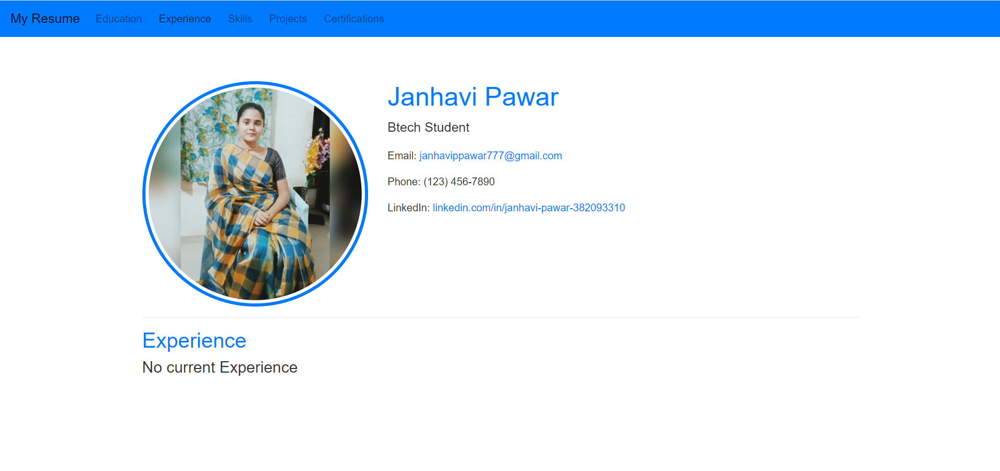 My Resume Education Experience Skills Projects Certifications
Janhavi Pawar
Btech Student
Email: janhavippawar777@gmail.com
Phone: (123) 456-7890
LinkedIn: linkedin.com/in/janhavi-pawar-382093310
Experience
No current Experience